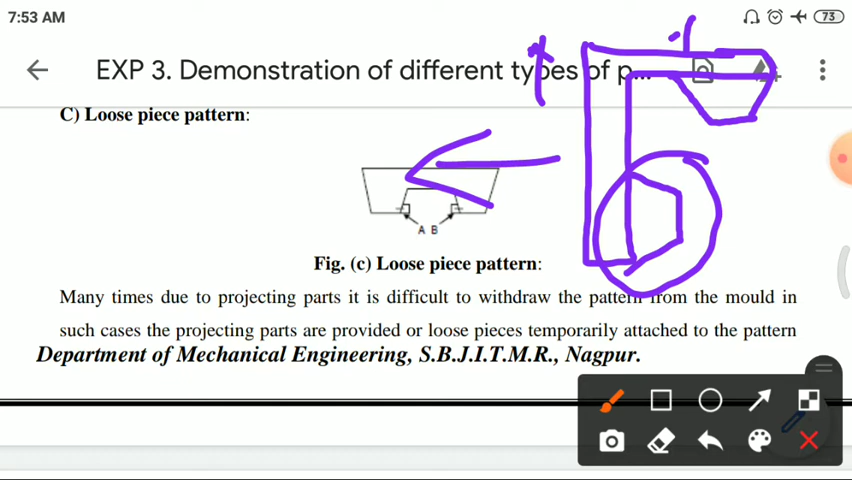 7:53 AM
73
EXP 3. Demonstration of different types of p...
C) Loose piece pattern:
A B
Fig. (c) Loose piece pattern:
Many times due to projecting parts it is difficult to withdraw the pattern from the mould in
such cases the projecting parts are provided or loose pieces temporarily attached to the pattern
Department of Mechanical Engineering, S.B.J.I.T.M.R., Nagpur.